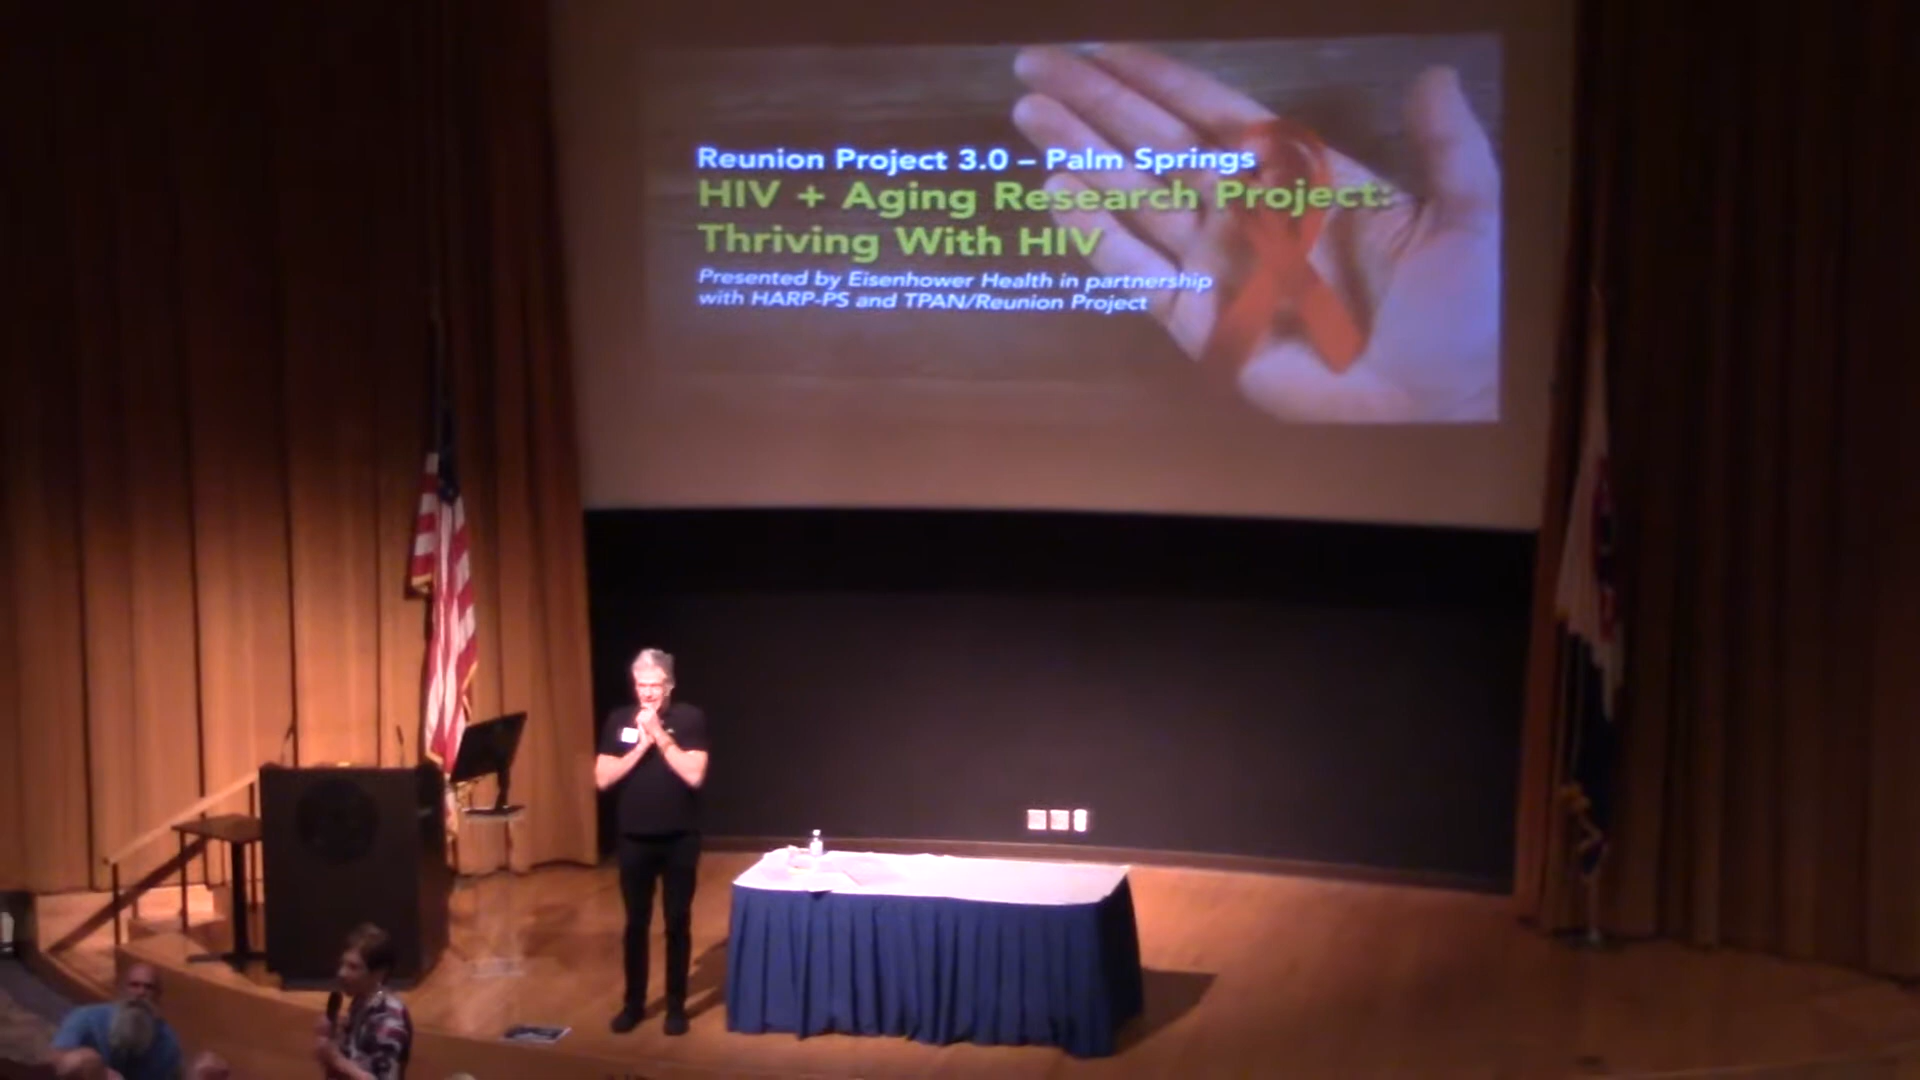 Reunion Project 3.0 – Palm Springs
HIV + Aging Research Project:
Thriving With HIV
Presented by Eisenhower Health in partnership
with HARP-PS and TPAN/Reunion Project